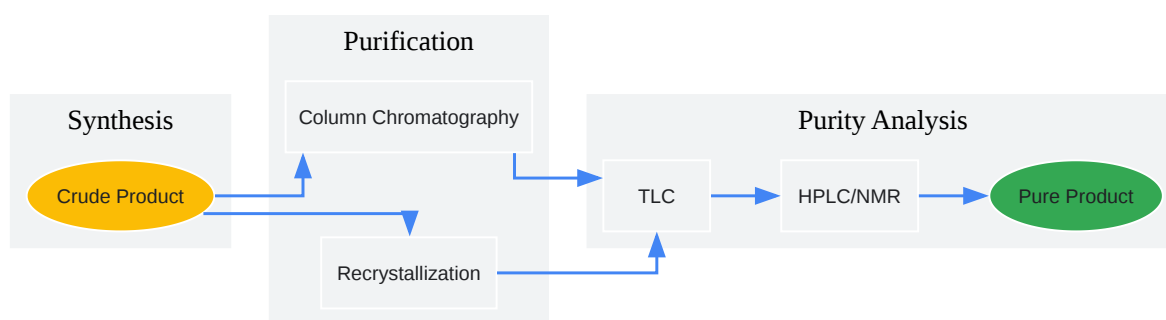 Synthesis
Crude Product
Purification
Column Chromatography
Recrystallization
Purity Analysis
TLC
HPLC/NMR
Pure Product